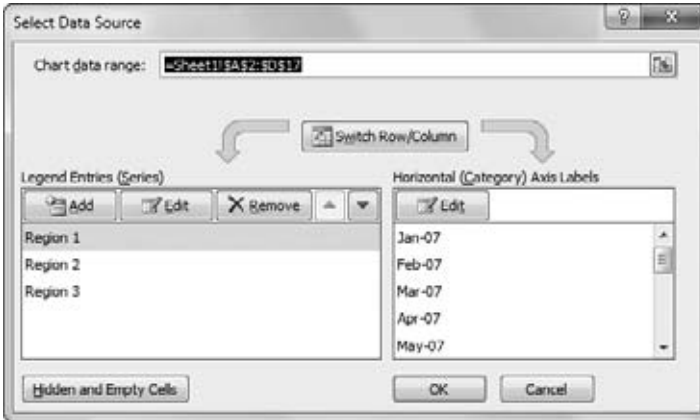 Select Data Source
Chart data range: =Sheet1!$A$2:$D$17
Switch Row/Column
Legend Entries (Series)
Add Edit Remove
Region 1
Region 2
Region 3
Horizontal (Category) Axis Labels
Edit
Jan-07
Feb-07
Mar-07
Apr-07
May-07
Hidden and Empty Cells
OK Cancel